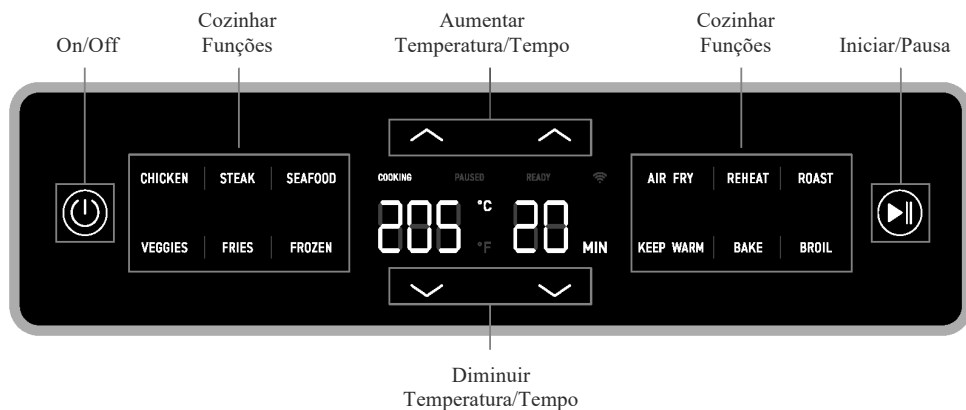 Cozinhar
Funções
Aumentar
Temperatura/Tempo
Cozinhar
Funções
On/Off
Iniciar/Pausa
CHICKEN STEAK SEAFOOD
COOKING PAUSED READY
AIR FRY REHEAT ROAST
205 °C 20
°F MIN
VEGGIES FRIES FROZEN
KEEP WARM BAKE BROIL
Diminuir
Temperatura/Tempo